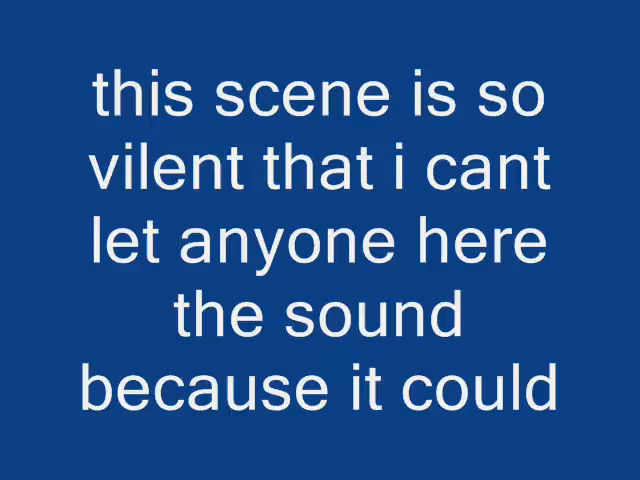 this scene is so
vilent that i cant
let anyone here
the sound
because it could